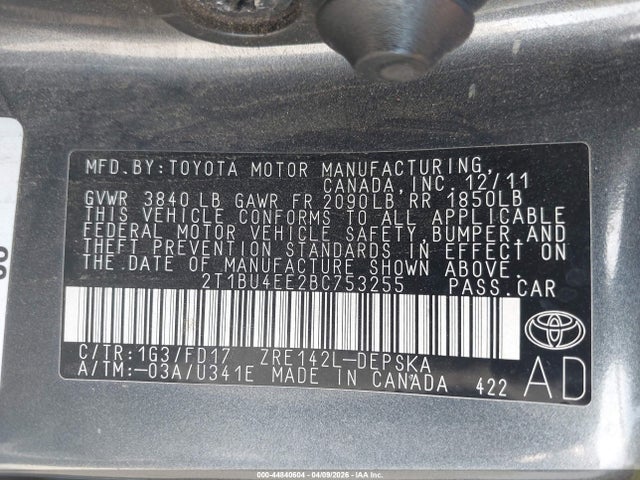 MFD.BY:TOYOTA MOTOR MANUFACTURING,
CANADA,INC. 12/11
GVWR 3840 LB GAWR FR 2090LB, RR 1850LB
THIS VEHICLE CONFORMS TO ALL APPLICABLE
FEDERAL MOTOR VEHICLE SAFETY, BUMPER, AND
THEFT PREVENTION STANDARDS IN EFFECT ON
THE DATE OF MANUFACTURE SHOWN ABOVE.
2T1BU4EE2BC753255 PASS.CAR
C/TR:1G3/FD17 ZRE142L-DEPSKA
A/TM:-03A/U341E MADE IN CANADA 422
AD
000-44840604 - 04/09/2026 - IAA Inc.